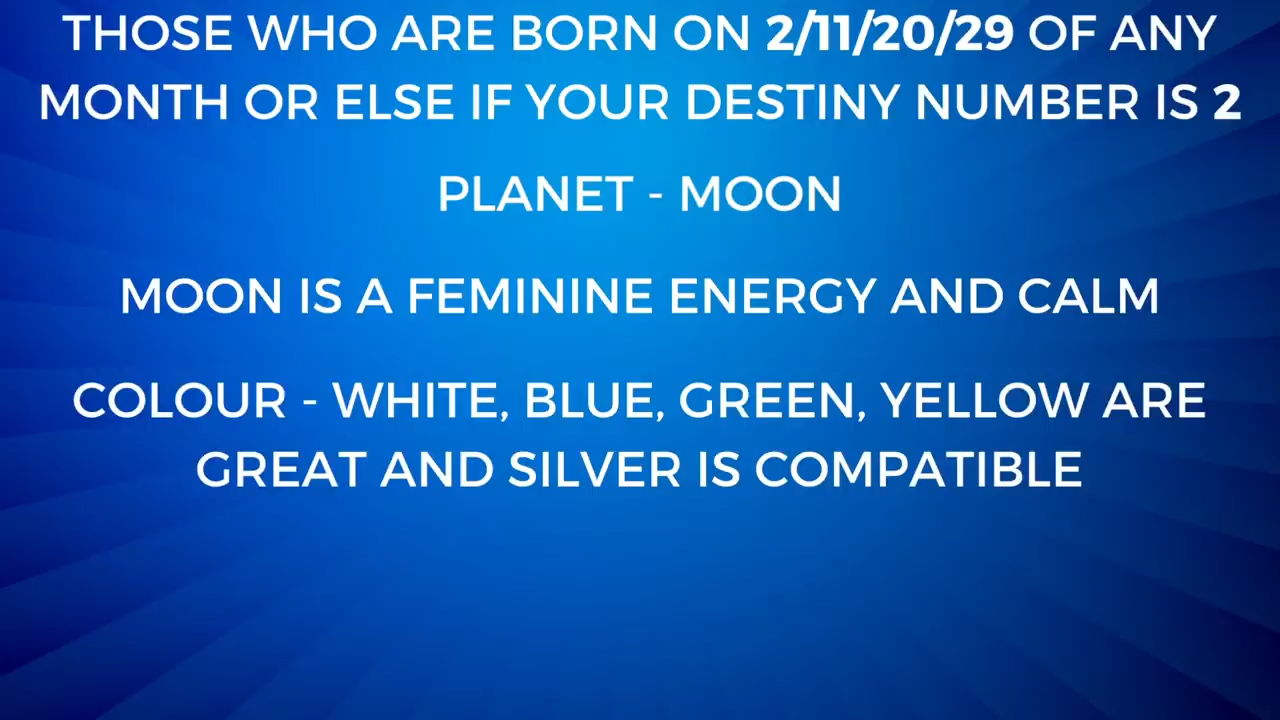 THOSE WHO ARE BORN ON 2/11/20/29 OF ANY
MONTH OR ELSE IF YOUR DESTINY NUMBER IS 2
PLANET - MOON
MOON IS A FEMININE ENERGY AND CALM
COLOUR - WHITE, BLUE, GREEN, YELLOW ARE
GREAT AND SILVER IS COMPATIBLE